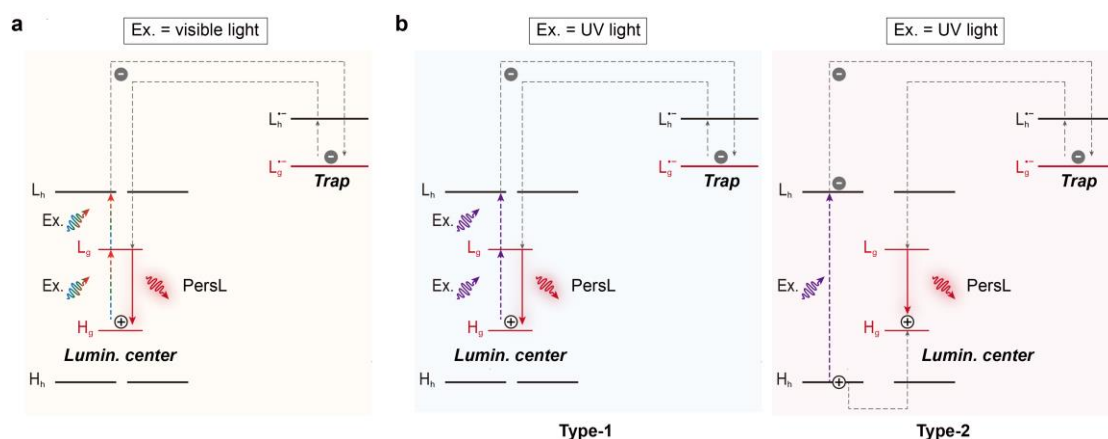 a
Ex. = visible light
b
Ex. = UV light
Ex. = UV light
L_h^•−
L_g^•−
Trap
L_h
Ex.
L_g
Ex.
PersL
H_g
Lumin. center
H_h
L_h^•−
L_g^•−
Trap
L_h
Ex.
L_g
Ex.
PersL
H_g
Lumin. center
H_h
Type-1
L_h^•−
L_g^•−
Trap
L_h
L_g
Ex.
PersL
H_g
Lumin. center
H_h
Type-2